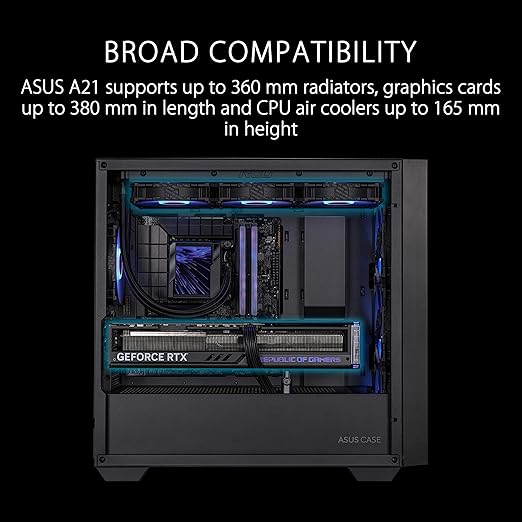 BROAD COMPATIBILITY
ASUS A21 supports up to 360 mm radiators, graphics cards
up to 380 mm in length and CPU air coolers up to 165 mm
in height
GEFORCE RTX
REPUBLIC OF GAMERS
ASUS CASE